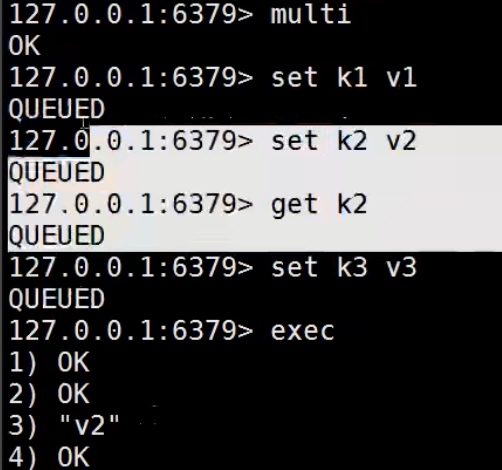 127.0.0.1:6379> multi
OK
127.0.0.1:6379> set k1 v1
QUEUED
127.0.0.1:6379> set k2 v2
QUEUED
127.0.0.1:6379> get k2
QUEUED
127.0.0.1:6379> set k3 v3
QUEUED
127.0.0.1:6379> exec
1) OK
2) OK
3) "v2"
4) OK